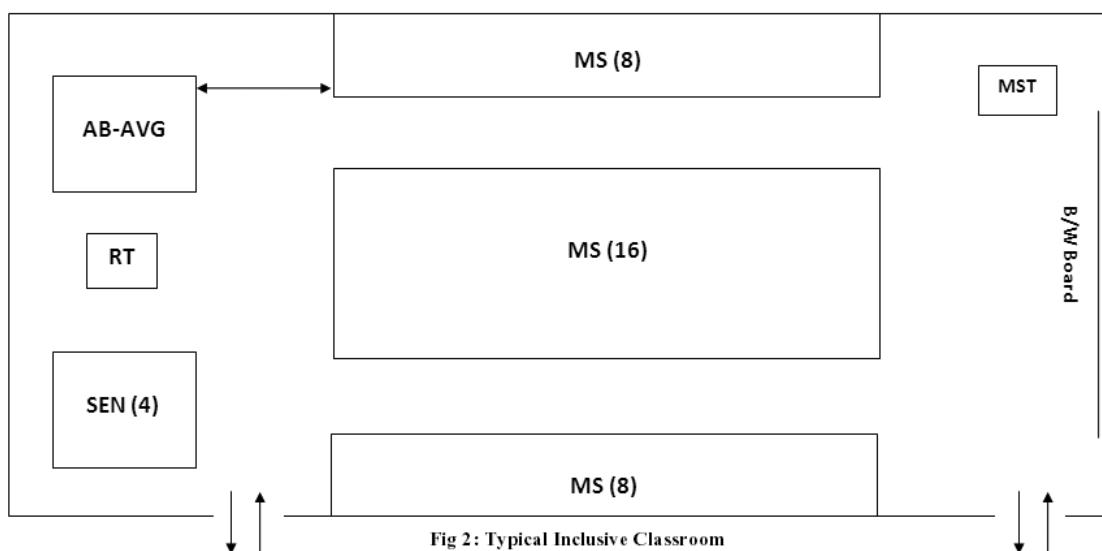 MS (8)
MST
AB-AVG
B/W Board
RT
MS (16)
SEN (4)
MS (8)
Fig 2: Typical Inclusive Classroom